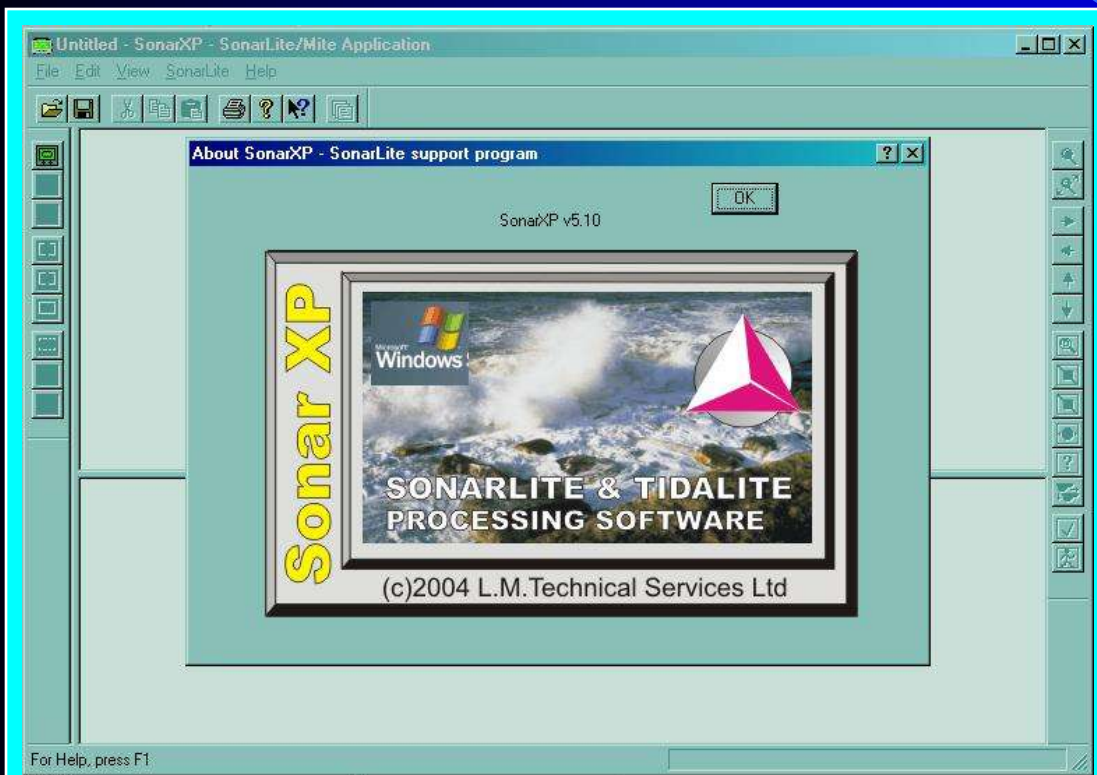 Untitled - SonarXP - SonarLite/Mite Application
File Edit View SonarLite Help
About SonarXP - SonarLite support program
OK
SonarXP v5.10
Sonar XP
Microsoft
Windows
SONARLITE & TIDALITE
PROCESSING SOFTWARE
(c)2004 L.M.Technical Services Ltd
For Help, press F1